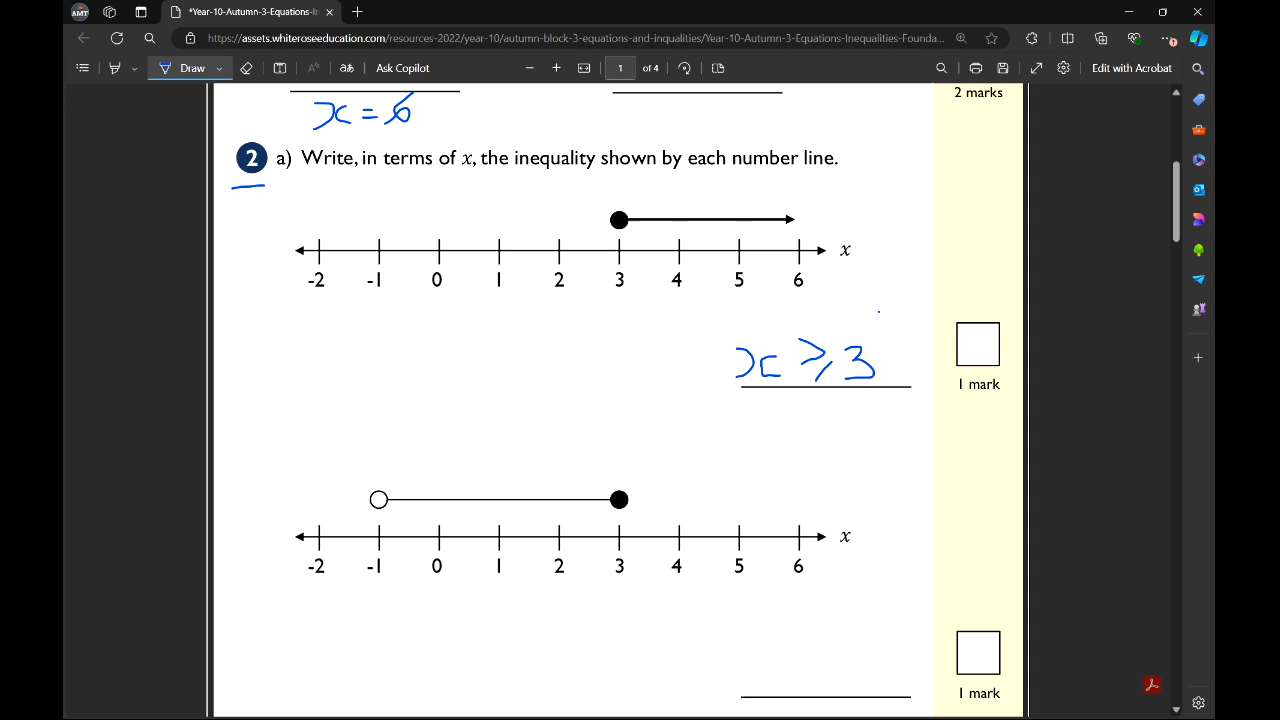 AMT
*Year-10-Autumn-3-Equations-In
https://assets.whiteroseeducation.com/resources-2022/year-10/autumn-block-3-equations-and-inqualities/Year-10-Autumn-3-Equations-Inequalities-Founda...
Draw
Ask Copilot
1 of 4
Edit with Acrobat
2 marks
x = 6
2 a) Write, in terms of x, the inequality shown by each number line.
x
-2 -1 0 1 2 3 4 5 6
x ⩾ 3
1 mark
x
-2 -1 0 1 2 3 4 5 6
1 mark